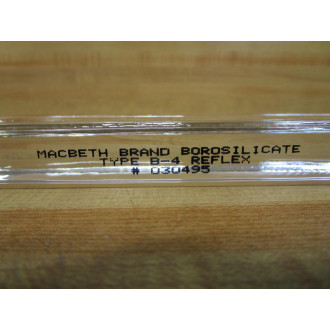 MACBETH BRAND BOROSILICATE
TYPE B-4 REFLEX
# 030495